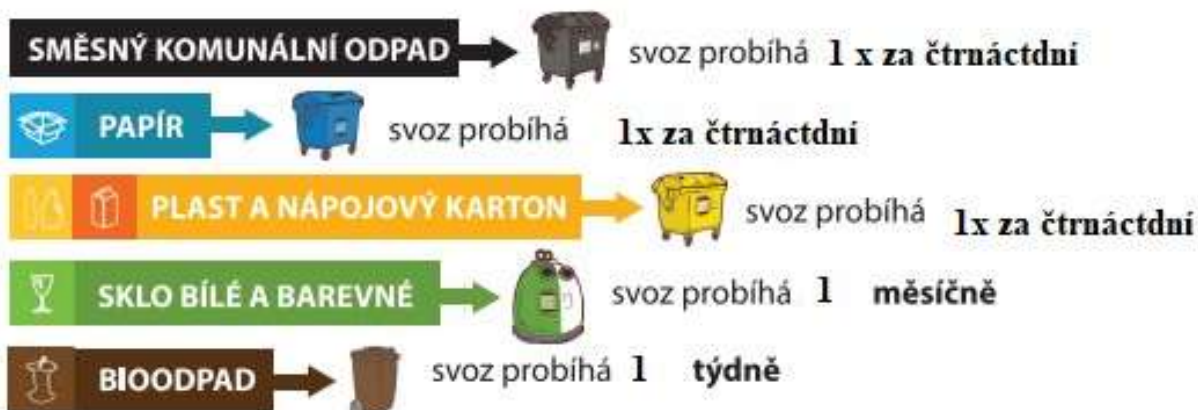 SMĚSNÝ KOMUNÁLNÍ ODPAD svoz probíhá 1 x za čtrnáctdní
PAPÍR svoz probíhá 1x za čtrnáctdní
PLAST A NÁPOJOVÝ KARTON svoz probíhá 1x za čtrnáctdní
SKLO BÍLÉ A BAREVNÉ svoz probíhá 1 měsíčně
BIOODPAD svoz probíhá 1 týdně